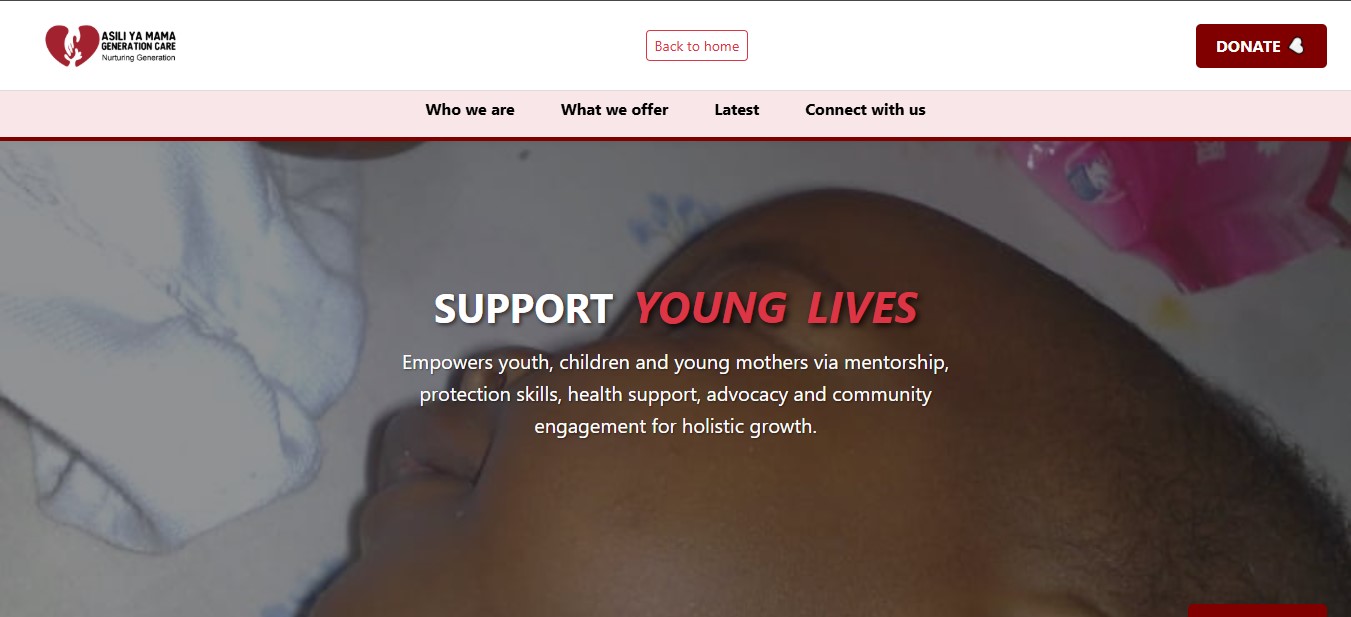 ASILI YA MAMA
GENERATION CARE
Nurturing Generation
Back to home
DONATE
Who we are
What we offer
Latest
Connect with us
SUPPORT YOUNG LIVES
Empowers youth, children and young mothers via mentorship,
protection skills, health support, advocacy and community
engagement for holistic growth.